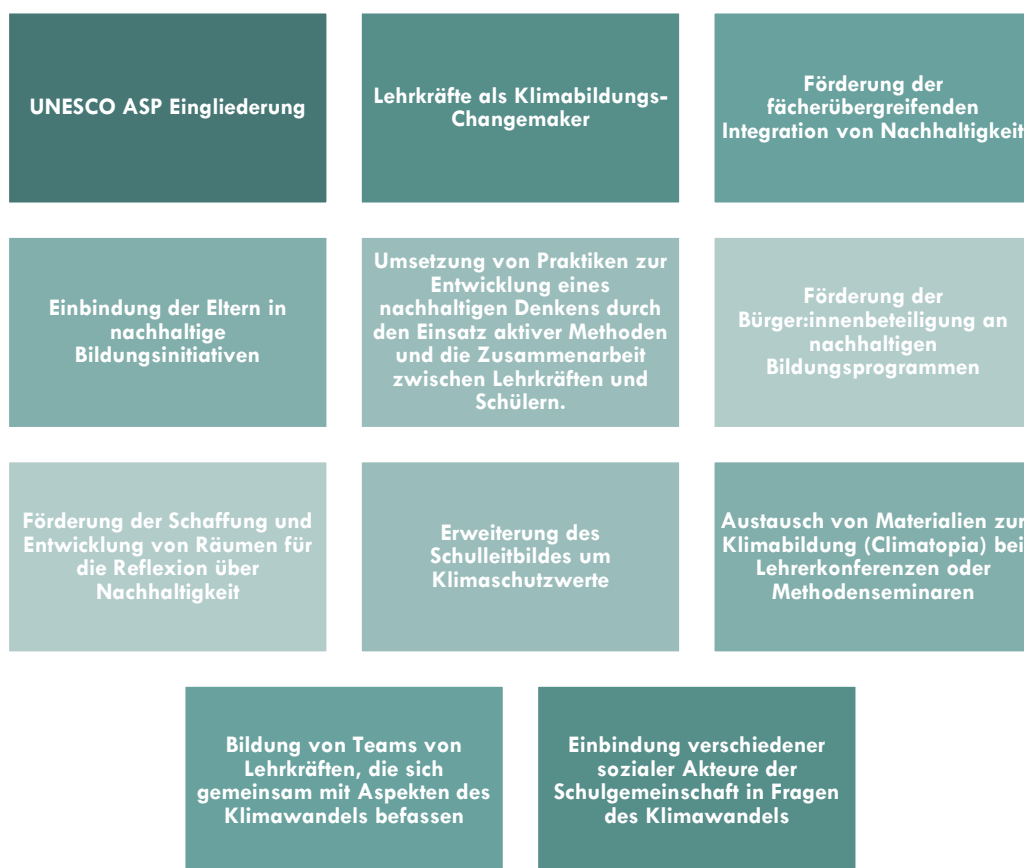 UNESCO ASP Eingliederung
Lehrkräfte als Klimabildungs-
Changemaker
Förderung der
fächerübergreifenden
Integration von Nachhaltigkeit
Einbindung der Eltern in
nachhaltige
Bildungsinitiativen
Umsetzung von Praktiken zur
Entwicklung eines
nachhaltigen Denkens durch
den Einsatz aktiver Methoden
und die Zusammenarbeit
zwischen Lehrkräften und
Schülern.
Förderung der
Bürger:innenbeteiligung an
nachhaltigen
Bildungsprogrammen
Förderung der Schaffung und
Entwicklung von Räumen für
die Reflexion über
Nachhaltigkeit
Erweiterung des
Schulleitbildes um
Klimaschutzwerte
Austausch von Materialien zur
Klimabildung (Climatopia) bei
Lehrerkonferenzen oder
Methodenseminaren
Bildung von Teams von
Lehrkräften, die sich
gemeinsam mit Aspekten des
Klimawandels befassen
Einbindung verschiedener
sozialer Akteure der
Schulgemeinschaft in Fragen
des Klimawandels